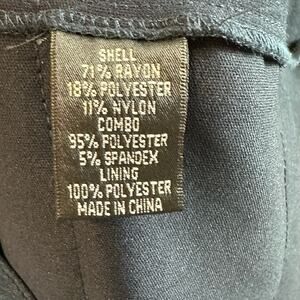 SHELL
71% RAYON
18% POLYESTER
11% NYLON
COMBO
95% POLYESTER
5% SPANDEX
LINING
100% POLYESTER
MADE IN CHINA